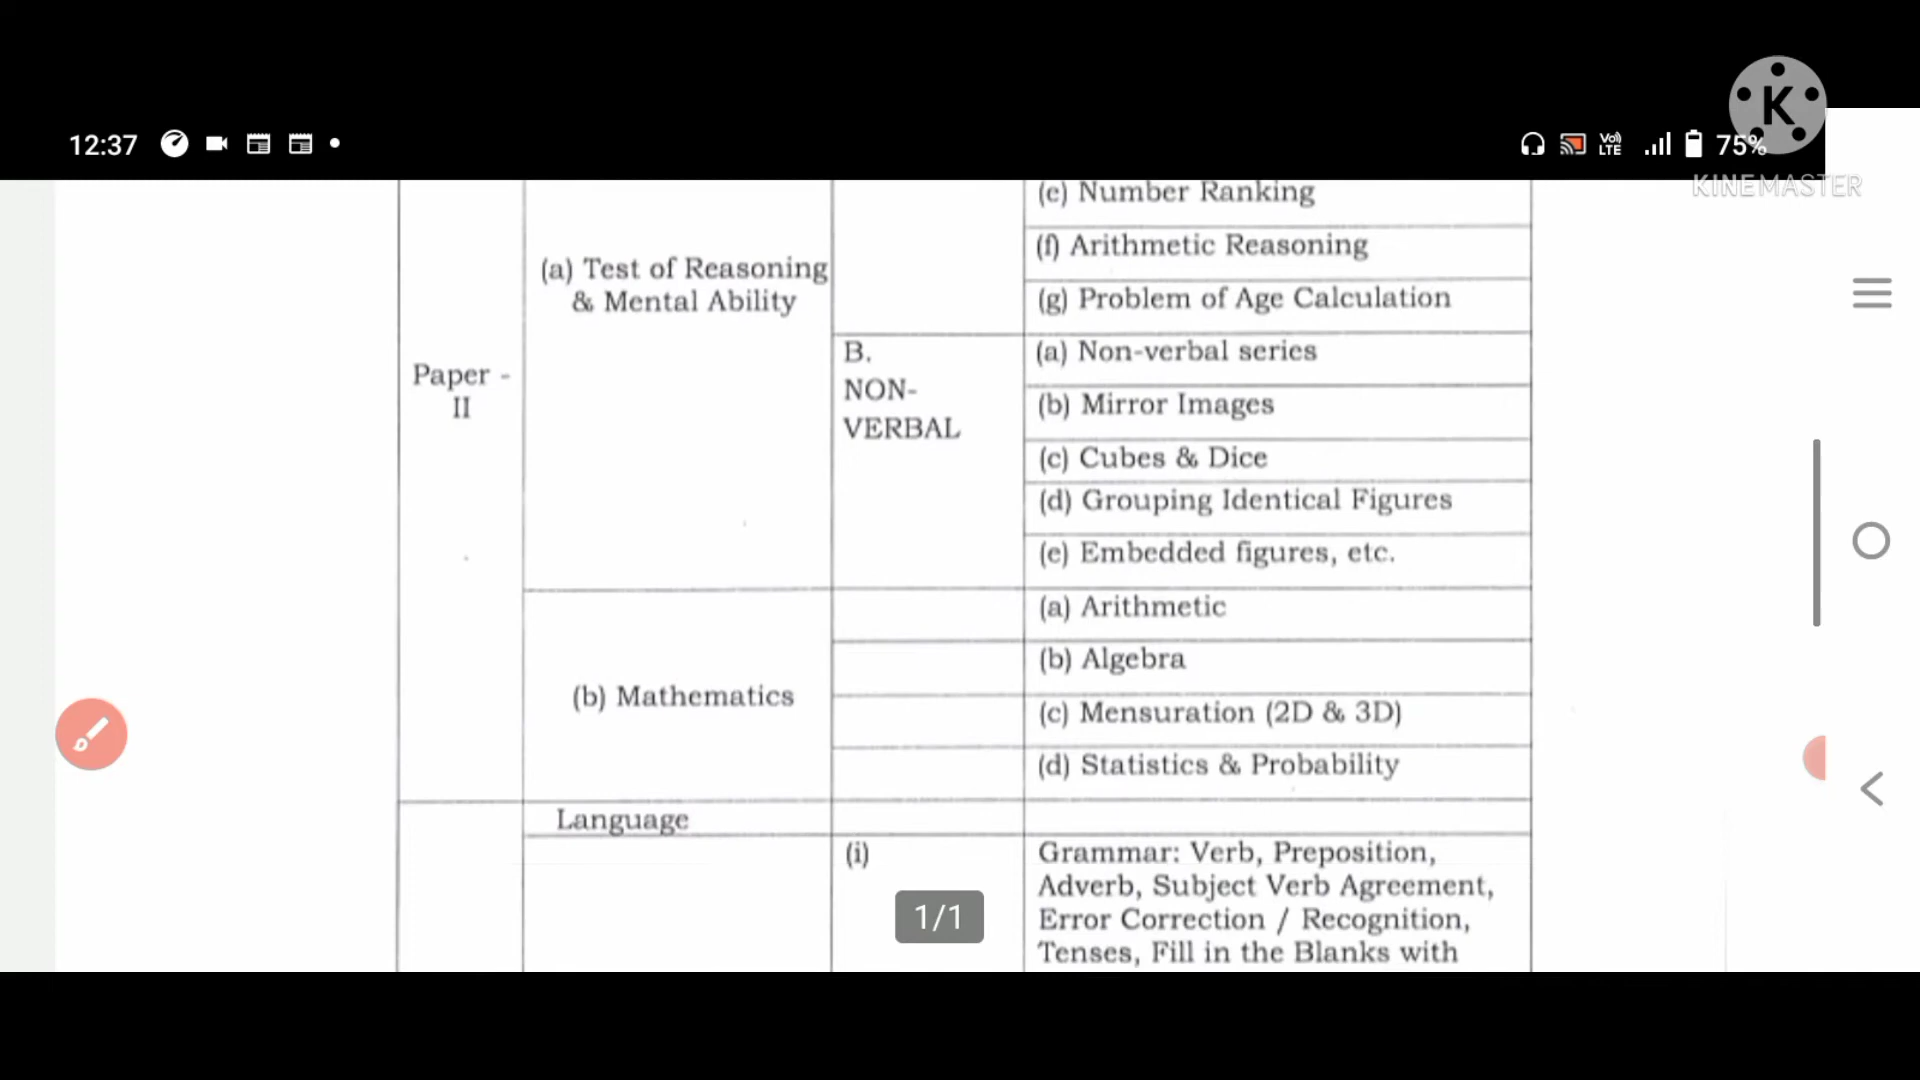 12:37
Vo)) LTE
75%
K
KINEMASTER
(e) Number Ranking
(f) Arithmetic Reasoning
(a) Test of Reasoning
& Mental Ability
(g) Problem of Age Calculation
Paper -
II
B.
NON-
VERBAL
(a) Non-verbal series
(b) Mirror Images
(c) Cubes & Dice
(d) Grouping Identical Figures
(e) Embedded figures, etc.
(b) Mathematics
(a) Arithmetic
(b) Algebra
(c) Mensuration (2D & 3D)
(d) Statistics & Probability
Language
(i)
Grammar: Verb, Preposition,
Adverb, Subject Verb Agreement,
Error Correction / Recognition,
Tenses, Fill in the Blanks with
1/1